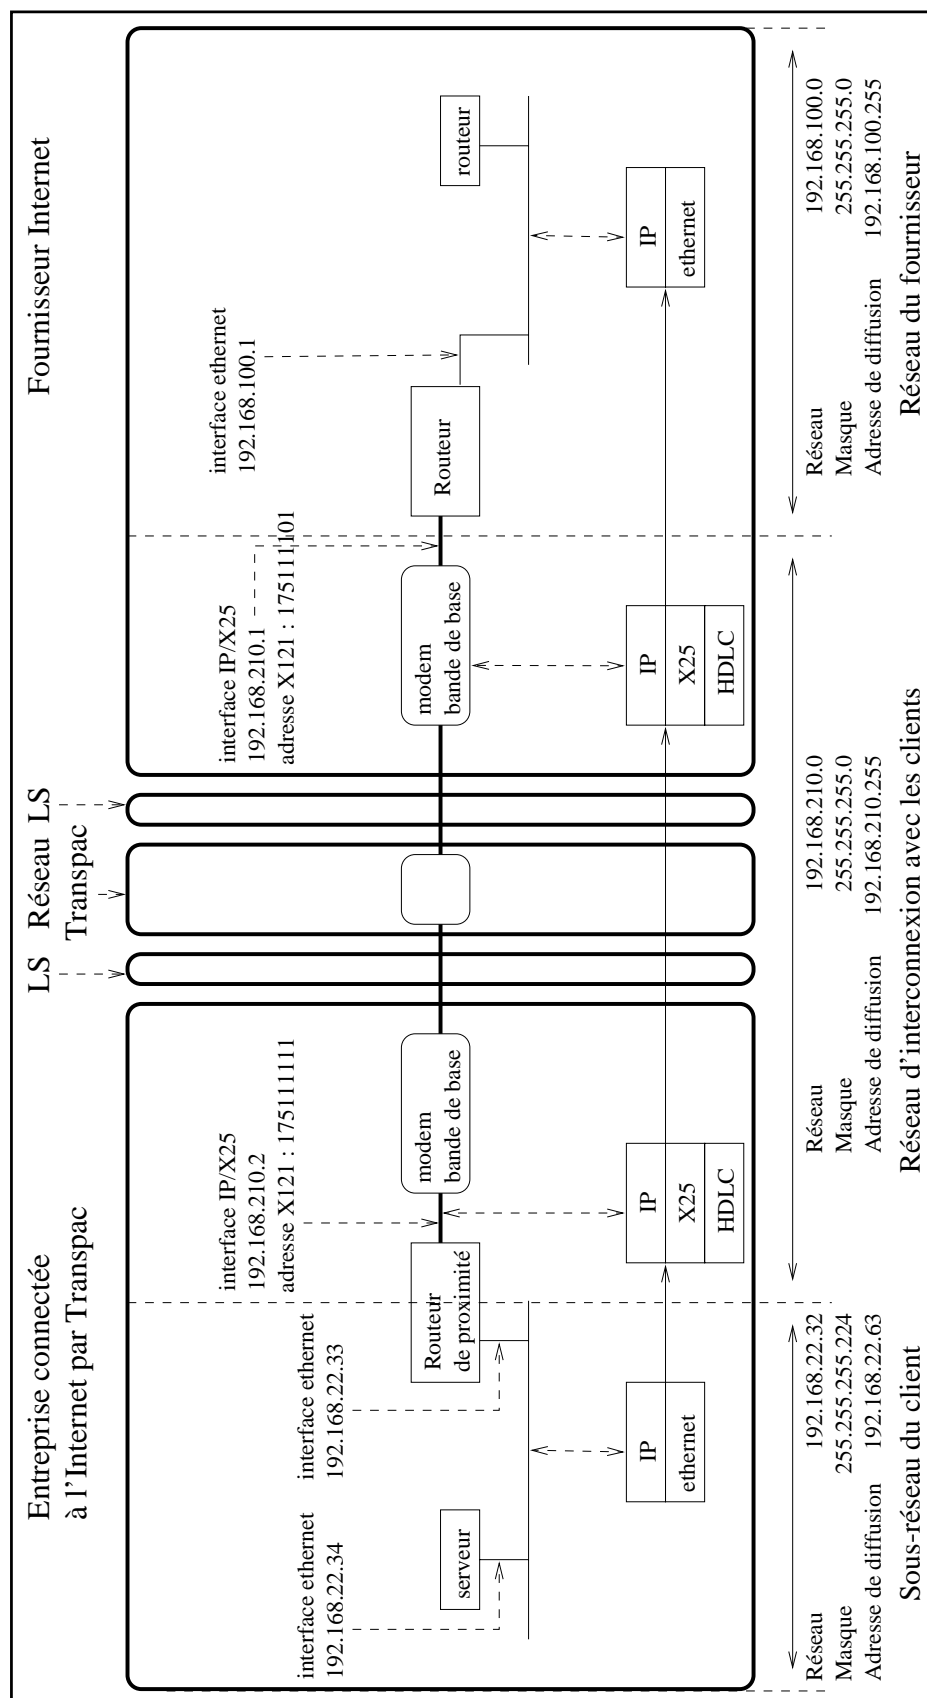 Entreprise connectée
à l'Internet par Transpac
LS
Réseau
Transpac
LS
Fournisseur Internet
interface ethernet
192.168.22.34
interface ethernet
192.168.22.33
interface IP/X25
192.168.210.2
adresse X121 : 175111111
interface IP/X25
192.168.210.1
adresse X121 : 175111101
interface ethernet
192.168.100.1
serveur
Routeur
de proximité
modem
bande de base
modem
bande de base
Routeur
routeur
IP
ethernet
IP
X25
HDLC
IP
X25
HDLC
IP
ethernet
Réseau 192.168.22.32
Masque 255.255.255.224
Adresse de diffusion 192.168.22.63
Sous-réseau du client
Réseau 192.168.210.0
Masque 255.255.255.0
Adresse de diffusion 192.168.210.255
Réseau d'interconnexion avec les clients
Réseau 192.168.100.0
Masque 255.255.255.0
Adresse de diffusion 192.168.100.255
Réseau du fournisseur